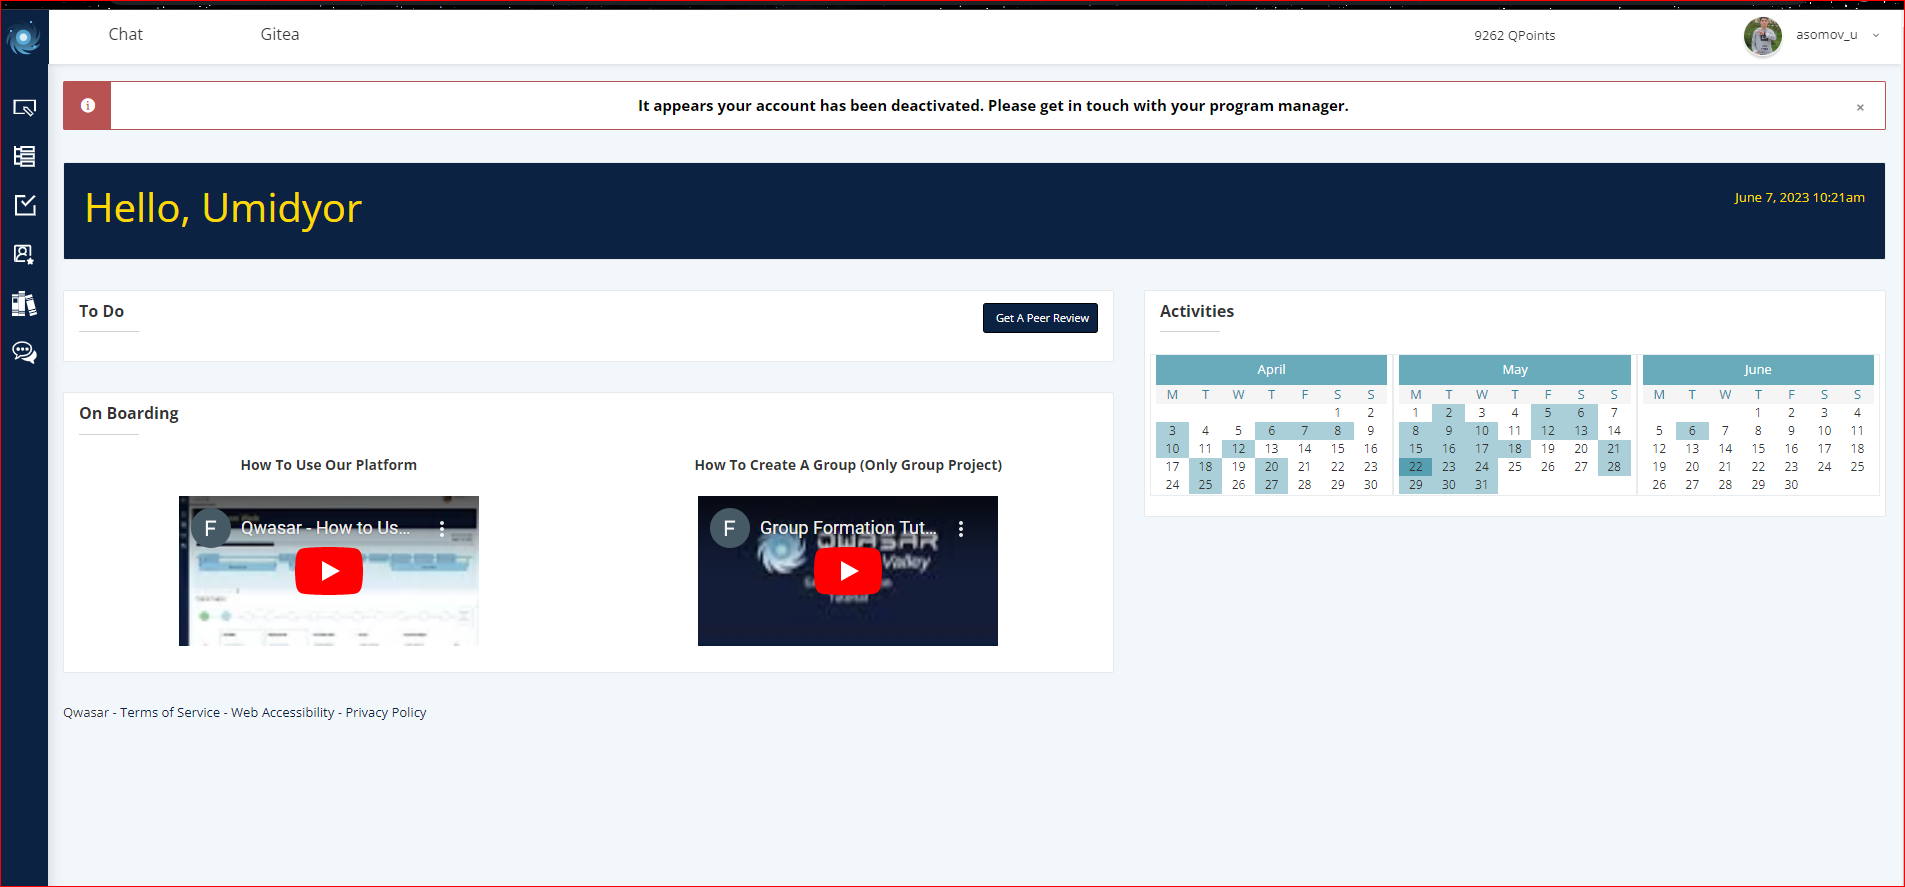 Chat Gitea 9262 QPoints asomov_u
It appears your account has been deactivated. Please get in touch with your program manager. ×
Hello, Umidyor
June 7, 2023 10:21am
To Do
Get A Peer Review
On Boarding
How To Use Our Platform
F Qwasar - How to Us...
How To Create A Group (Only Group Project)
F Group Formation Tut...
QWASAR
Valley
Tutorial
Activities
April
M T W T F S S
1 2
3 4 5 6 7 8 9
10 11 12 13 14 15 16
17 18 19 20 21 22 23
24 25 26 27 28 29 30
May
M T W T F S S
1 2 3 4 5 6 7
8 9 10 11 12 13 14
15 16 17 18 19 20 21
22 23 24 25 26 27 28
29 30 31
June
M T W T F S S
1 2 3 4
5 6 7 8 9 10 11
12 13 14 15 16 17 18
19 20 21 22 23 24 25
26 27 28 29 30
Qwasar - Terms of Service - Web Accessibility - Privacy Policy